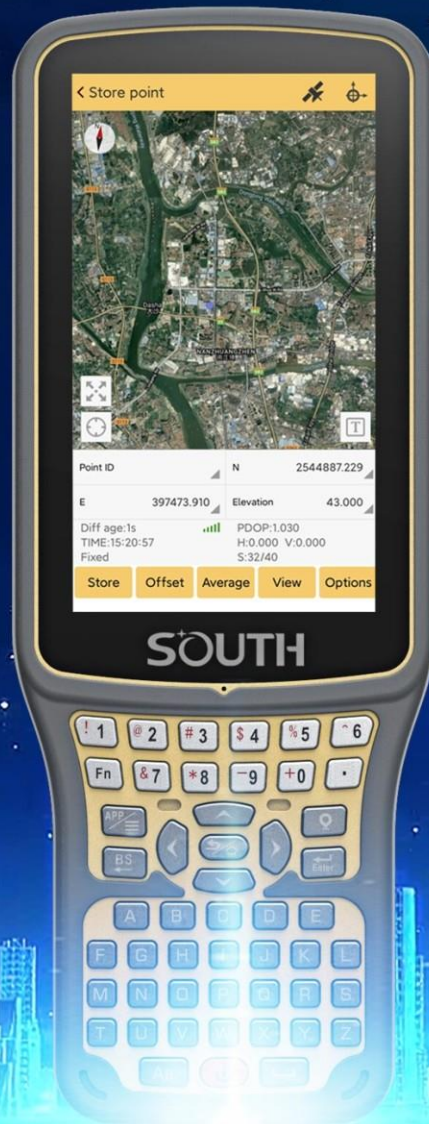 Store point
Dasha
NANZHUANGZHEN
Point ID
N 2544887.229
E 397473.910
Elevation 43.000
Diff age:1s
PDOP:1.030
TIME:15:20:57
H:0.000 V:0.000
Fixed
S:32/40
Store Offset Average View Options
SOUTH
! 1 @ 2 # 3 $ 4 % 5 ^ 6
Fn & 7 * 8 - 9 + 0 .
APP
BS Enter
A B C D E
F G H I J K L
M N O P Q R S
T U V W X Y Z
T